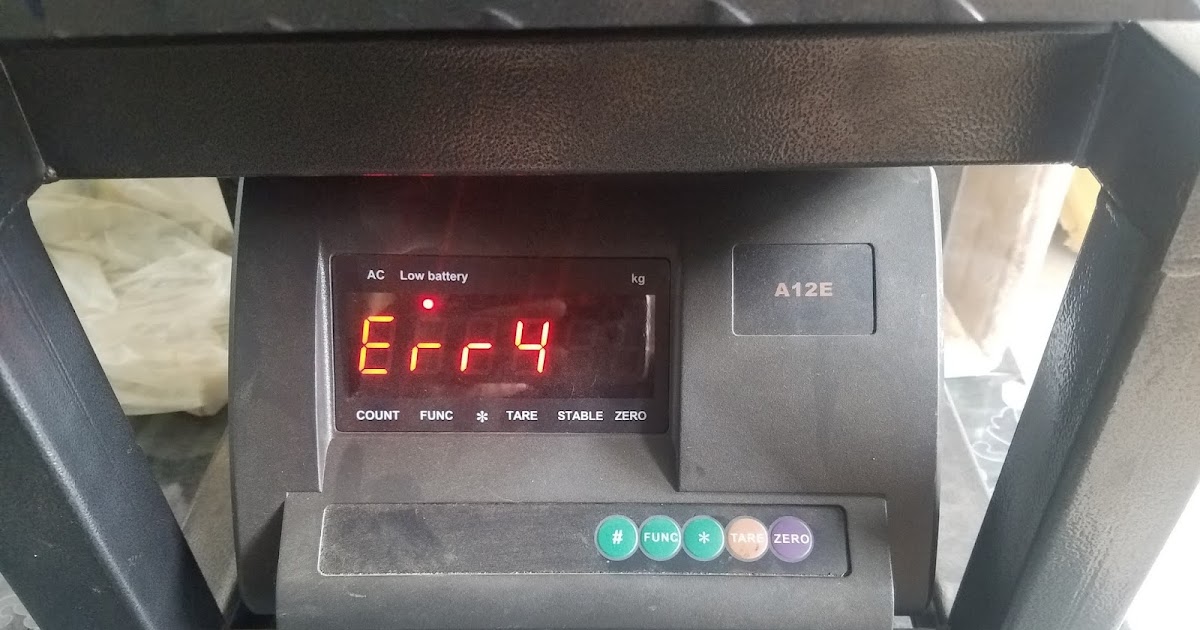 AC Low battery kg
Err4
A12E
COUNT FUNC * TARE STABLE ZERO
# FUNC * TARE ZERO